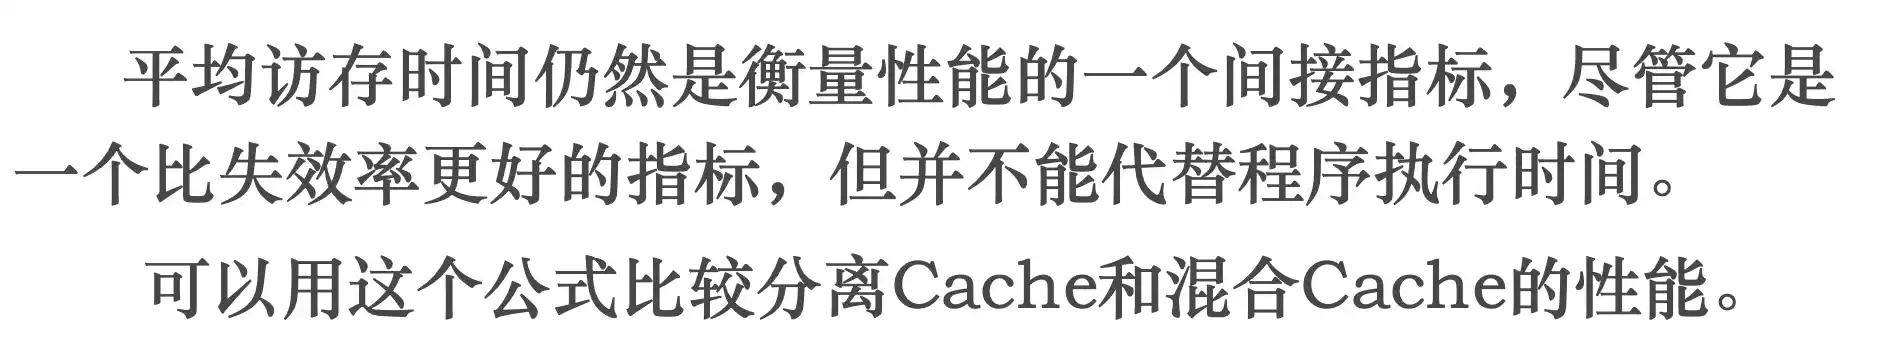 平均访存时间仍然是衡量性能的一个间接指标，尽管它是
一个比失效率更好的指标，但并不能代替程序执行时间。
可以用这个公式比较分离Cache和混合Cache的性能。